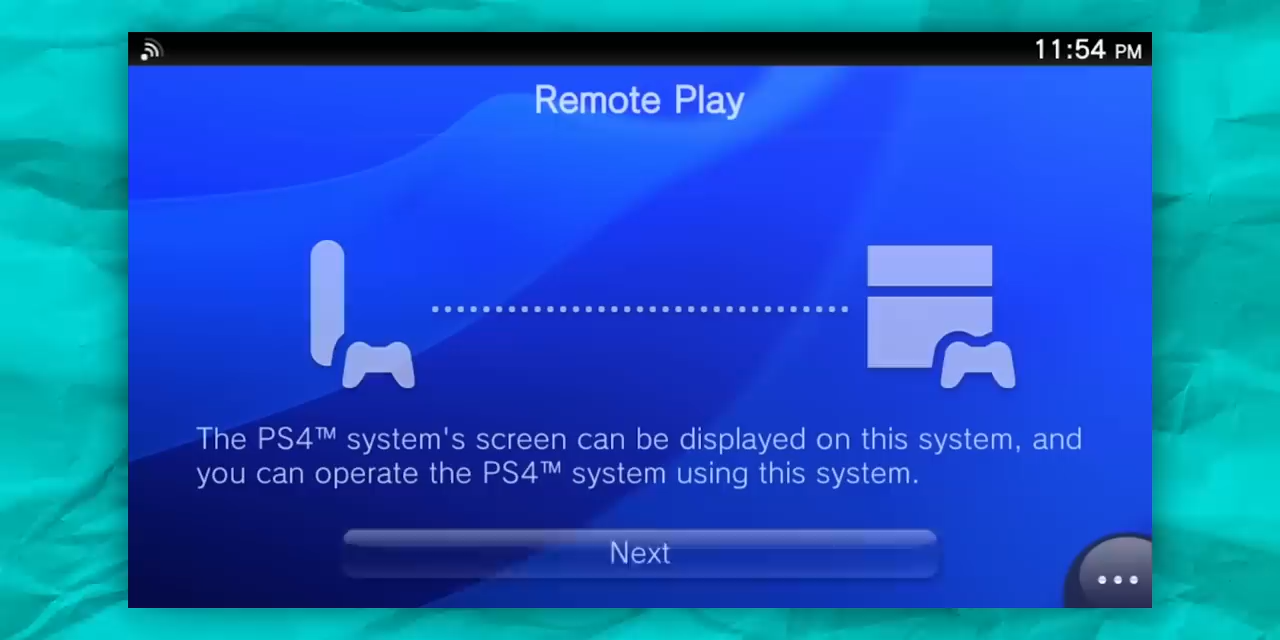 11:54 PM
Remote Play
The PS4™ system's screen can be displayed on this system, and
you can operate the PS4™ system using this system.
Next